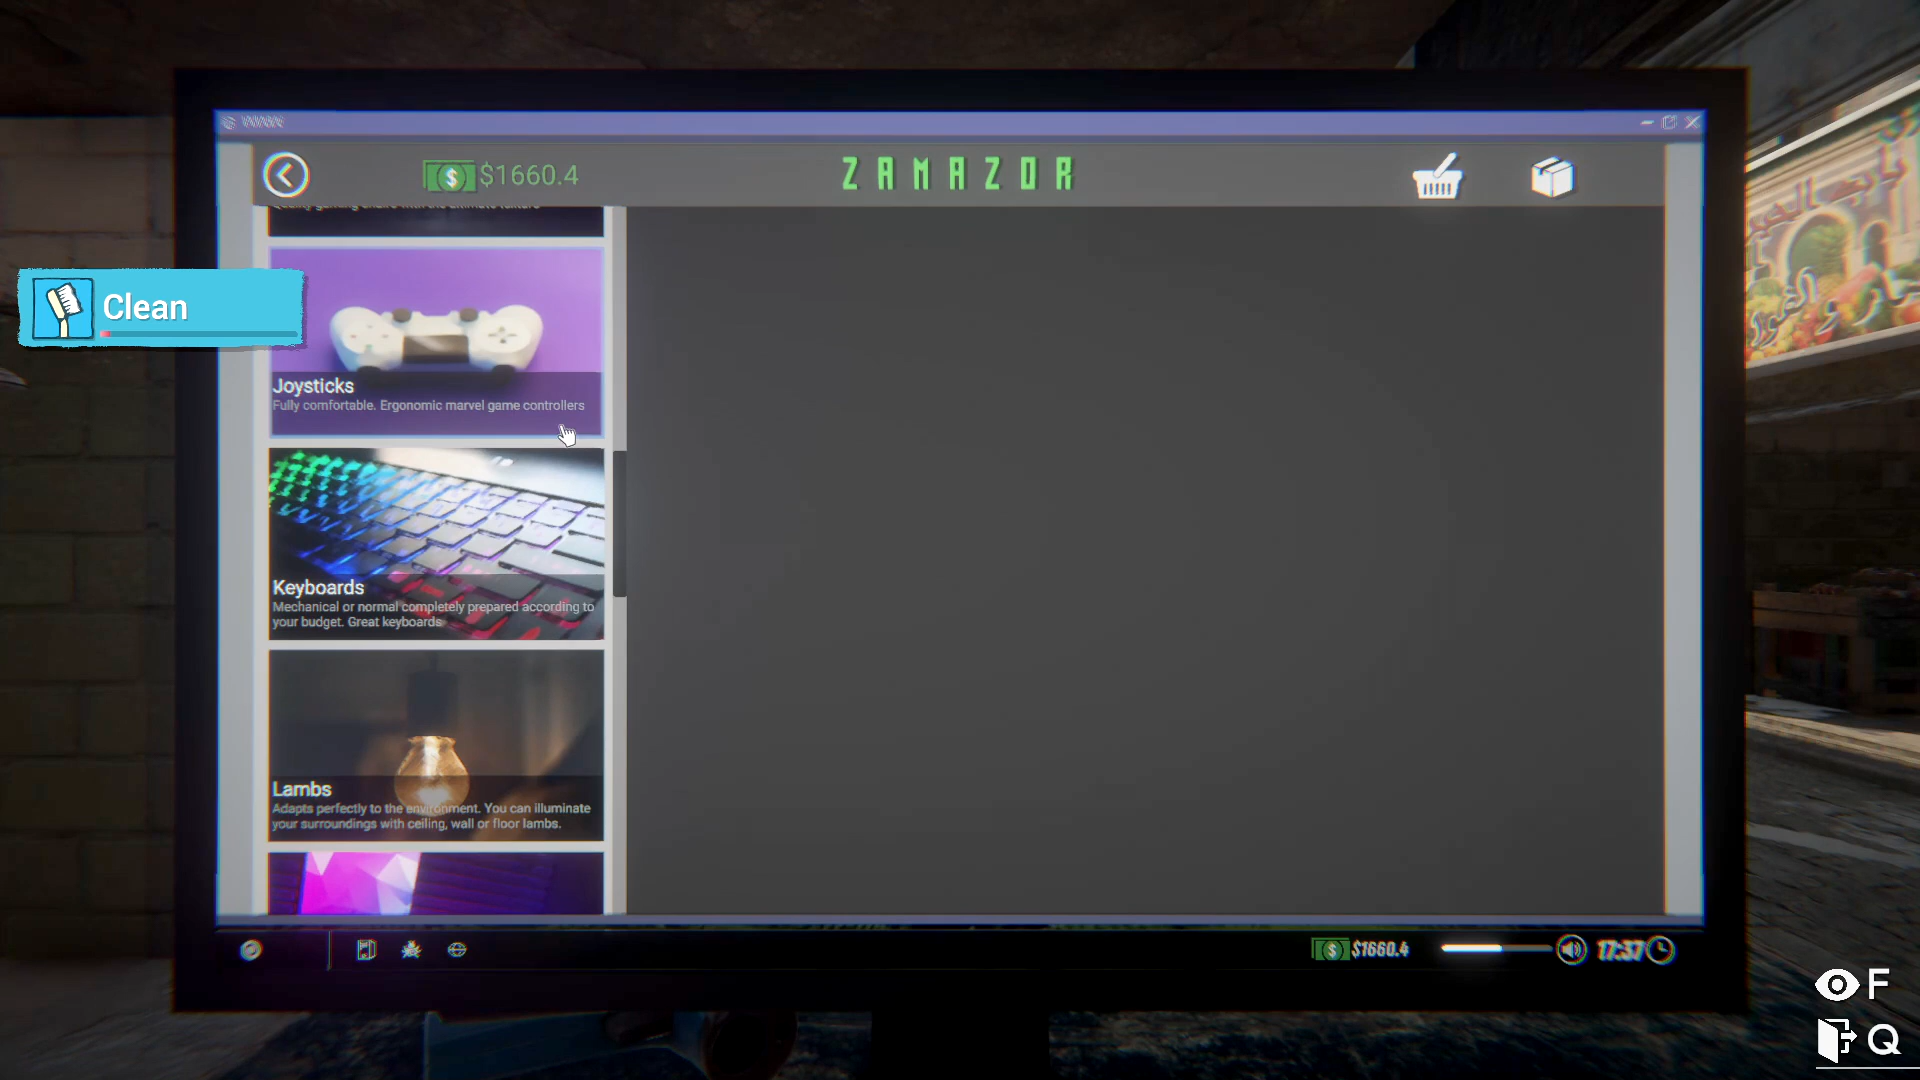 WWW
$1660.4
ZAMAZOR
Clean
Joysticks
Fully comfortable. Ergonomic marvel game controllers
Keyboards
Mechanical or normal completely prepared according to
your budget. Great keyboards
Lambs
Adapts perfectly to the environment. You can illuminate
your surroundings with ceiling, wall or floor lambs.
$1660.4
17:37
F
Q